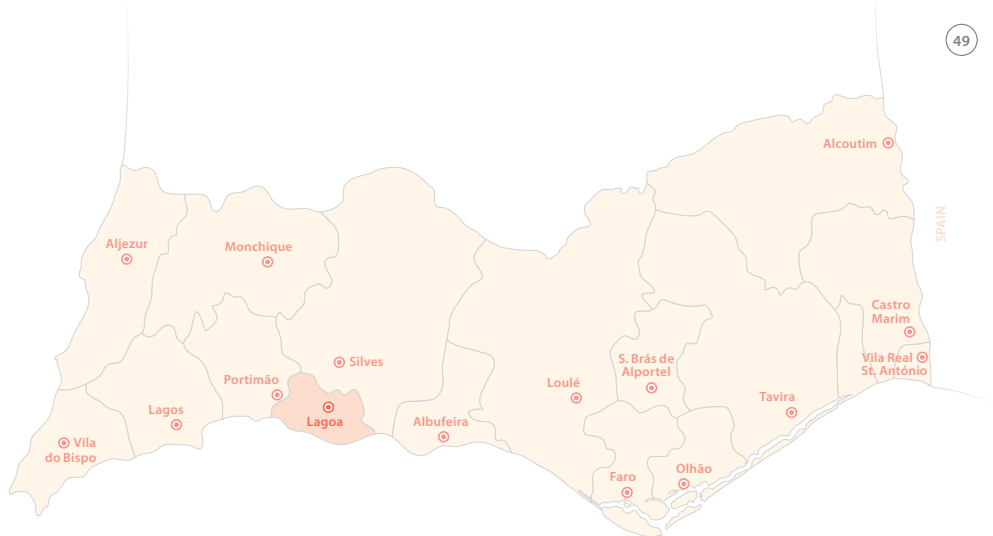 49
Alcoutim
SPAIN
Aljezur
Monchique
Castro
Marim
Silves
Vila Real
St. António
S. Brás de
Alportel
Portimão
Loulé
Tavira
Lagos
Lagoa
Albufeira
Vila
do Bispo
Faro
Olhão